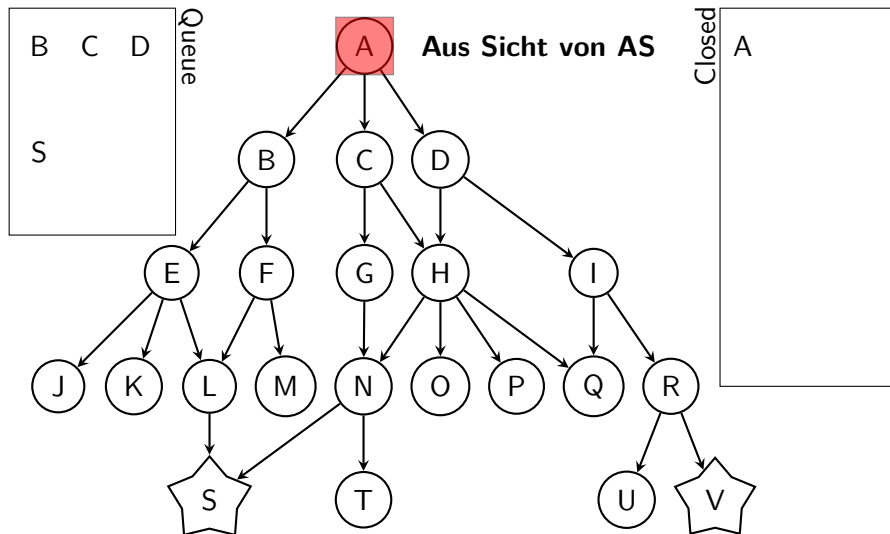 Queue
B C D
S
A
Aus Sicht von AS
Closed
A
B C D
E F G H I
J K L M N O P Q R
S T U V